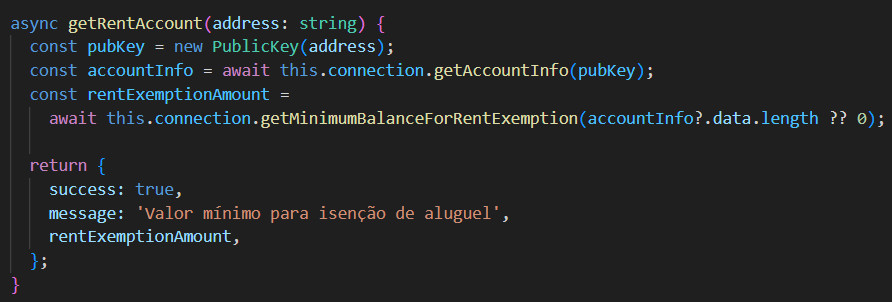 async getRentAccount(address: string) {
const pubKey = new PublicKey(address);
const accountInfo = await this.connection.getAccountInfo(pubKey);
const rentExemptionAmount =
await this.connection.getMinimumBalanceForRentExemption(accountInfo?.data.length ?? 0);
return {
success: true,
message: 'Valor mínimo para isenção de aluguel',
rentExemptionAmount,
};
}